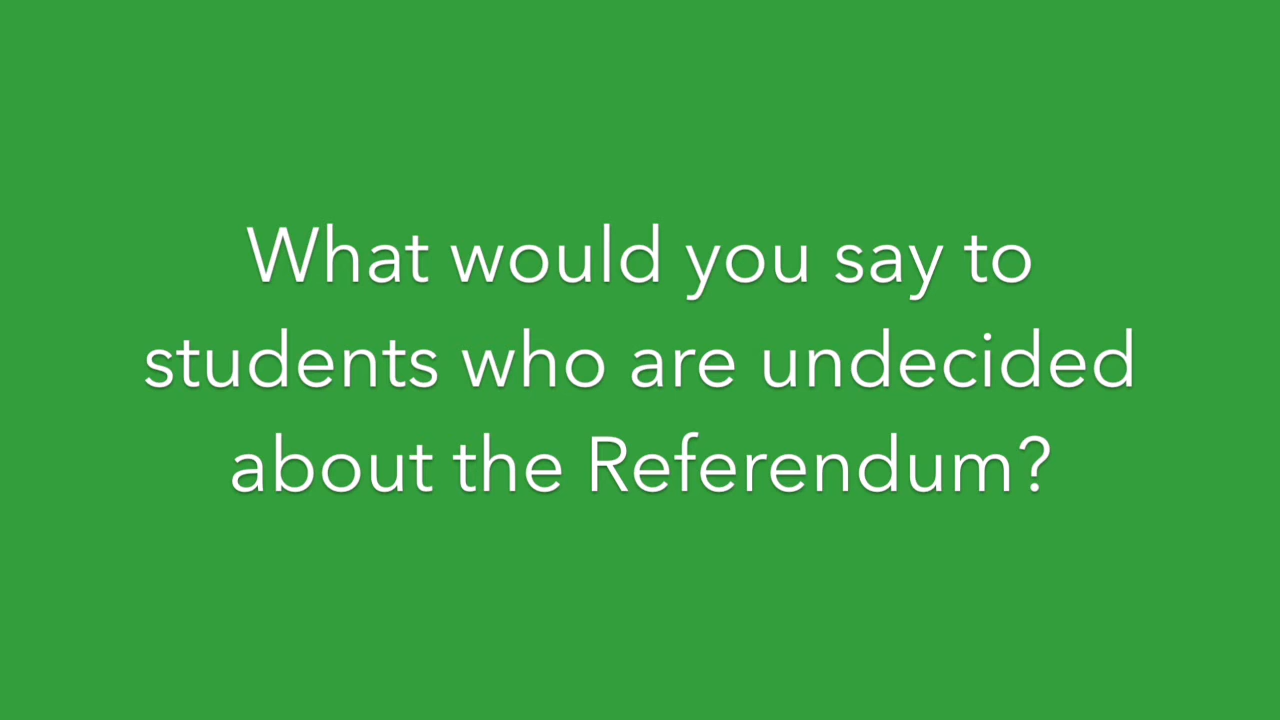 What would you say to
students who are undecided
about the Referendum?